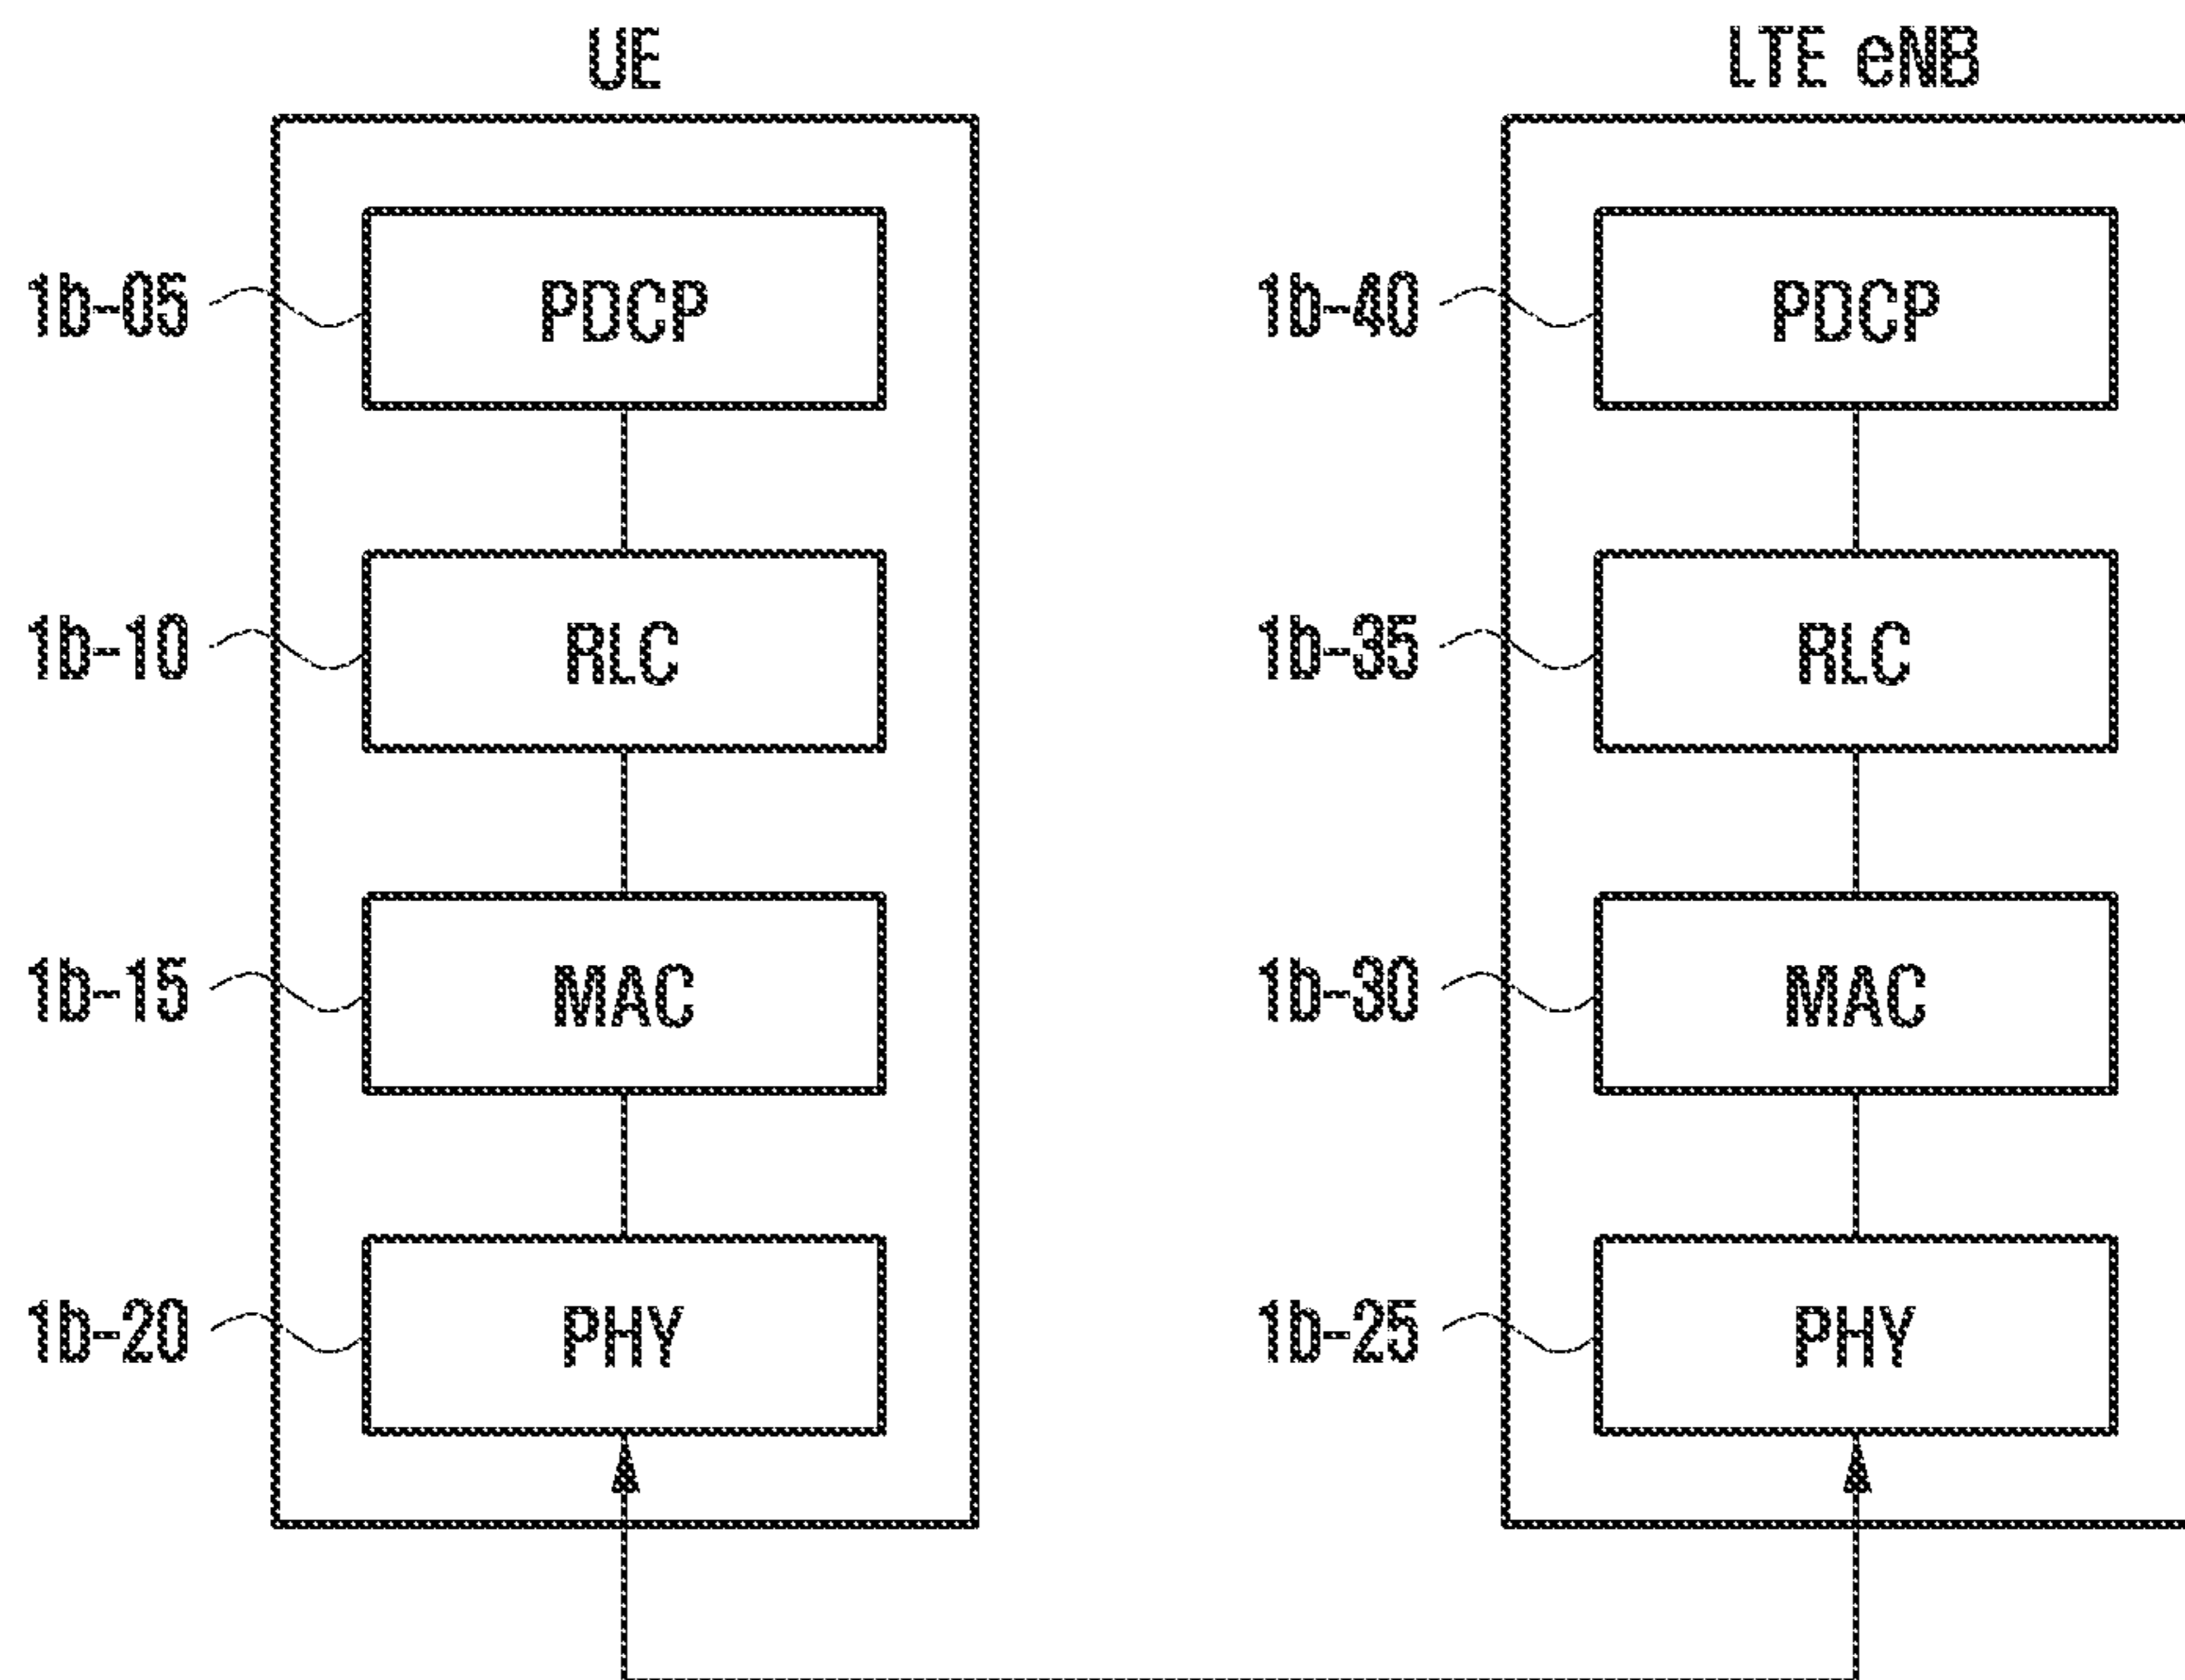 UE LTE eNB
1b-05 PDCP 1b-40 PDCP
1b-10 RLC 1b-35 RLC
1b-15 MAC 1b-30 MAC
1b-20 PHY 1b-25 PHY